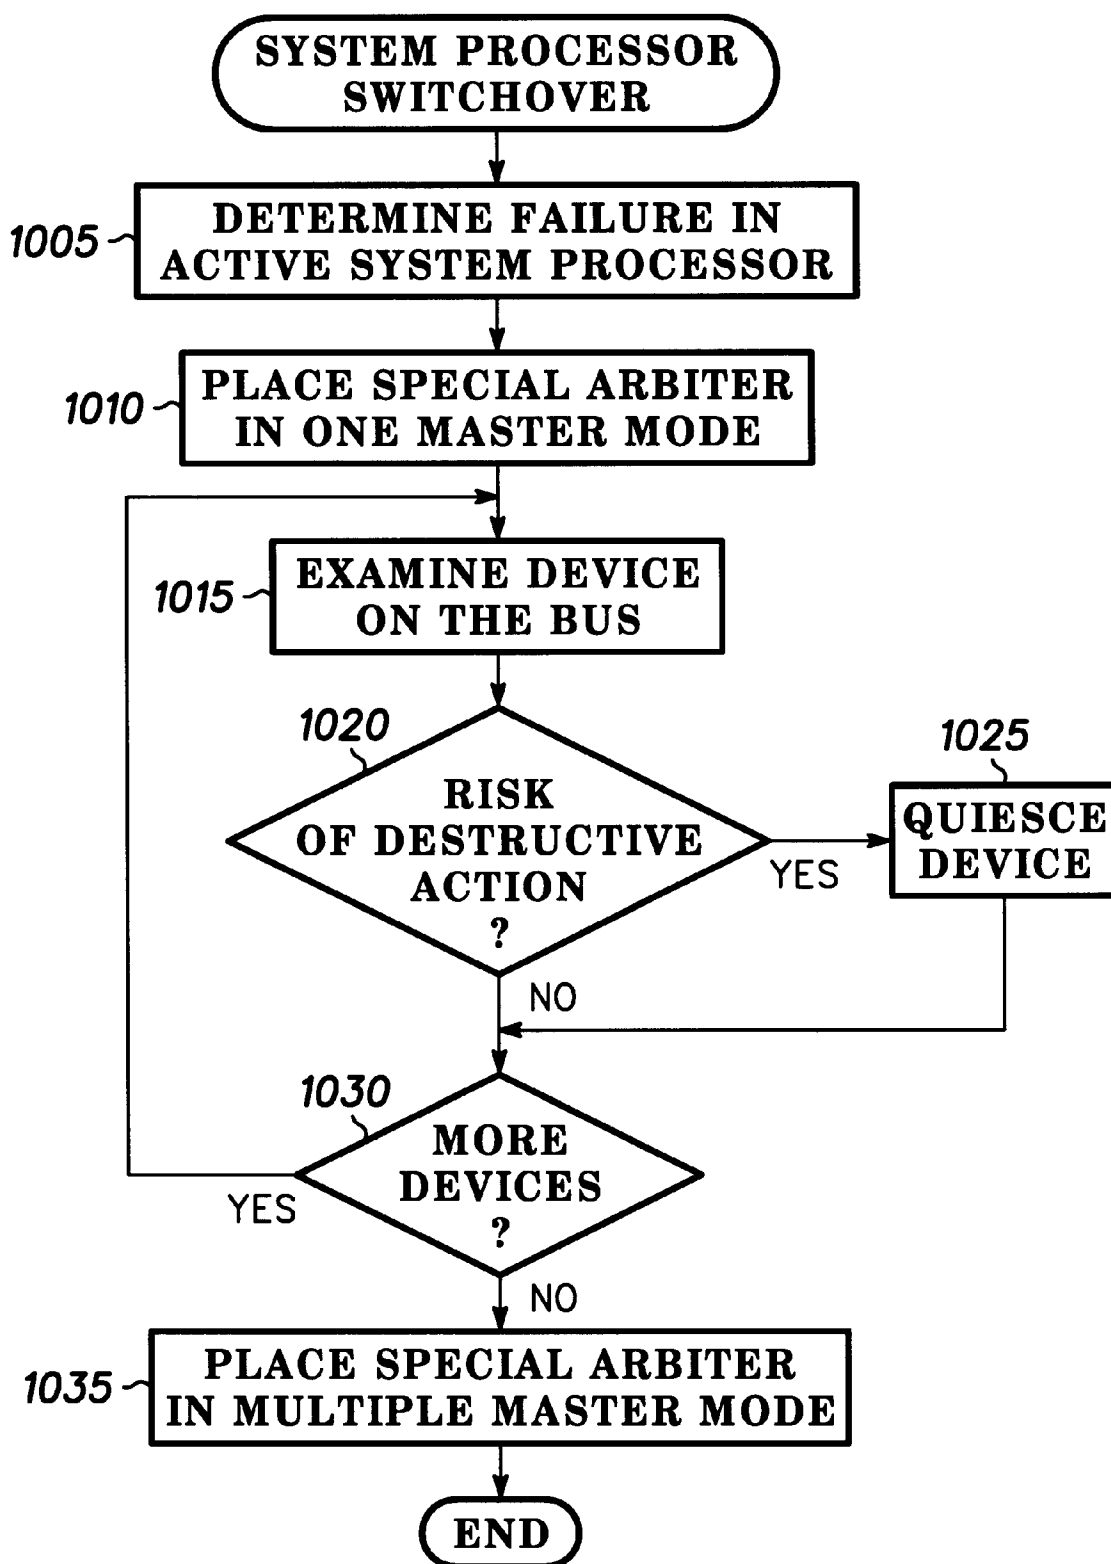 SYSTEM PROCESSOR
SWITCHOVER
1005
DETERMINE FAILURE IN
ACTIVE SYSTEM PROCESSOR
1010
PLACE SPECIAL ARBITER
IN ONE MASTER MODE
1015
EXAMINE DEVICE
ON THE BUS
1020
RISK
OF DESTRUCTIVE
ACTION
?
YES
1025
QUIESCE
DEVICE
NO
1030
MORE
DEVICES
?
YES
NO
1035
PLACE SPECIAL ARBITER
IN MULTIPLE MASTER MODE
END